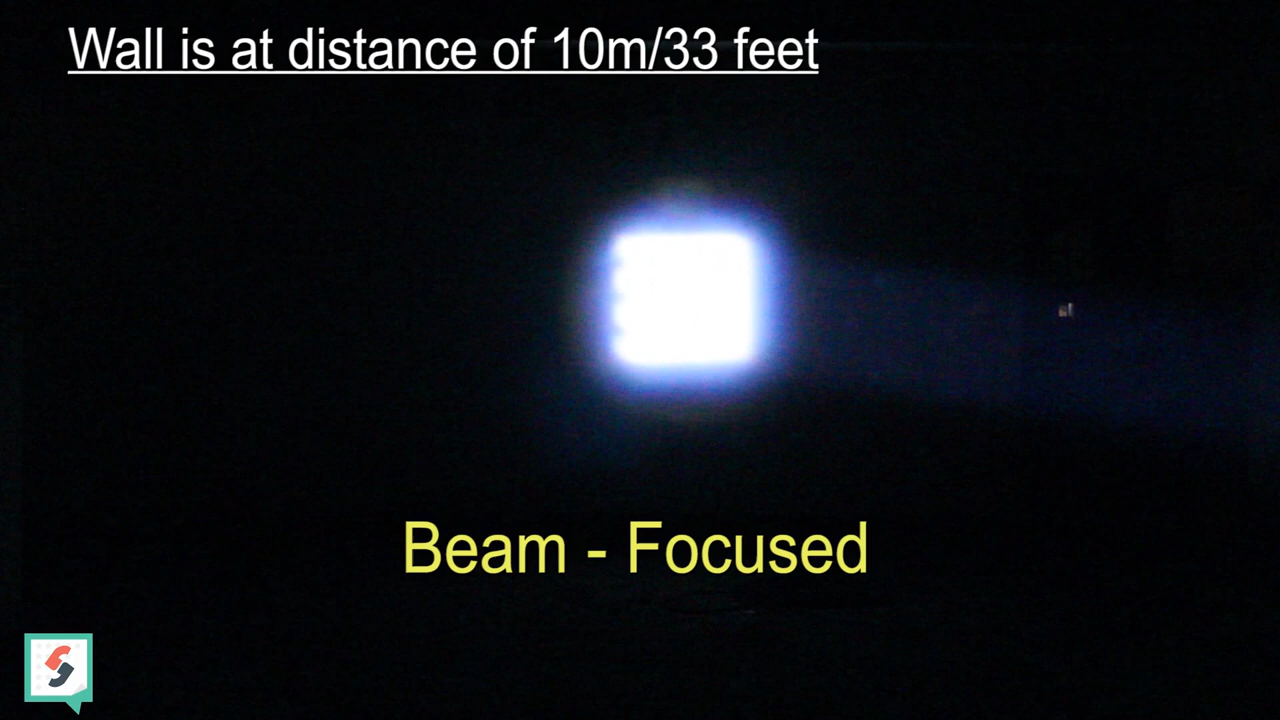 Wall is at distance of 10m/33 feet
Beam - Focused